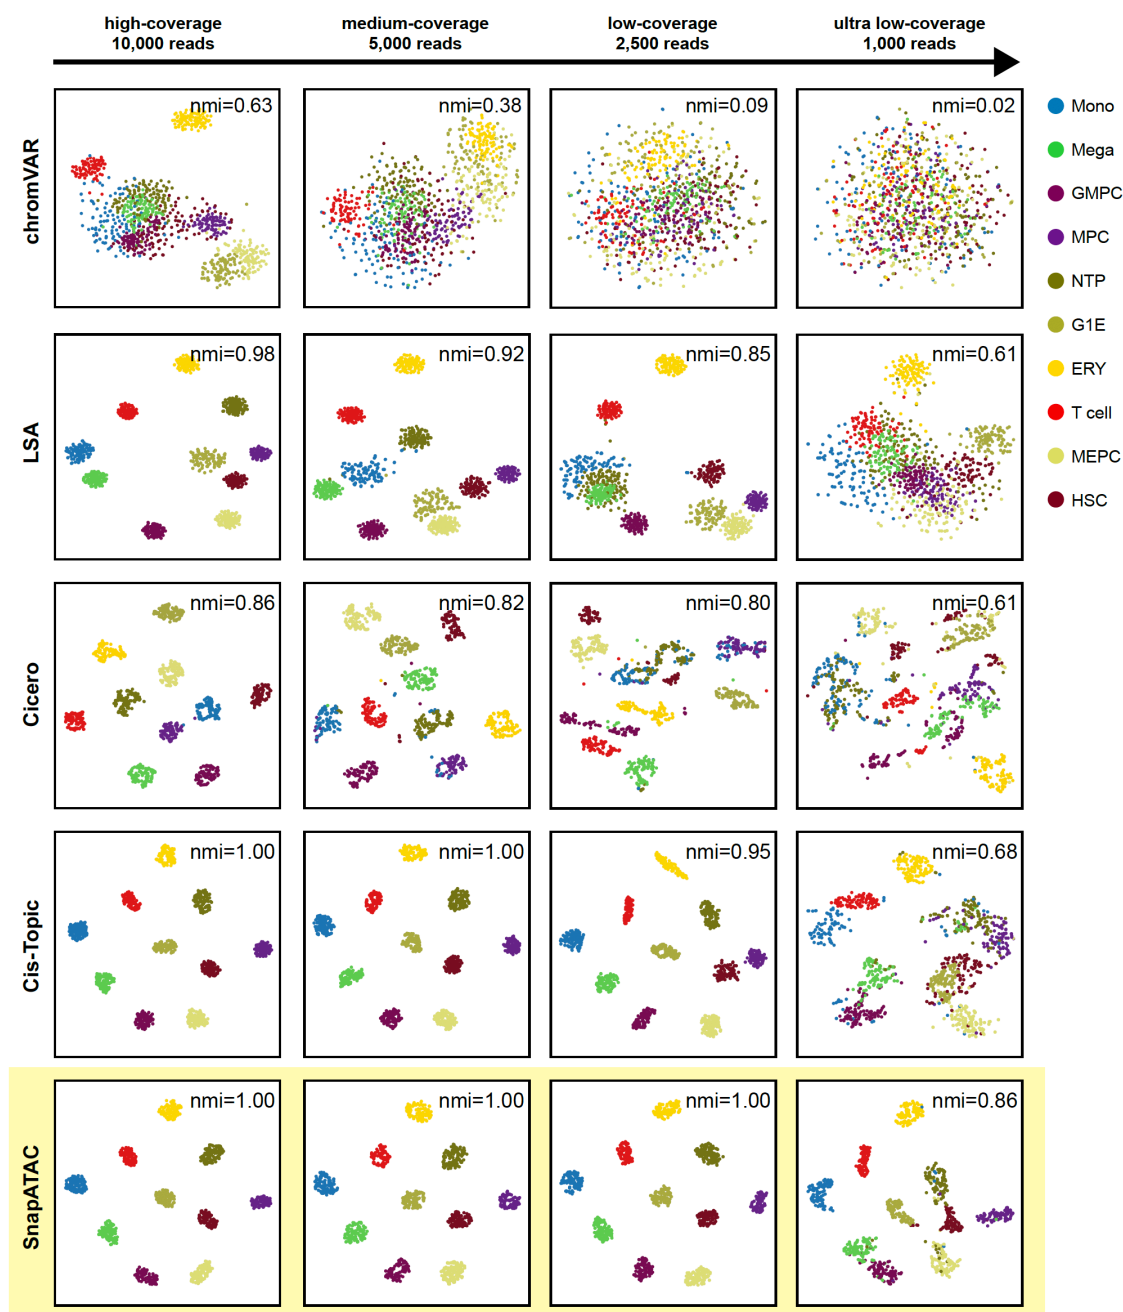 high-coverage
10,000 reads
medium-coverage
5,000 reads
low-coverage
2,500 reads
ultra low-coverage
1,000 reads
chromVAR
nmi=0.63
nmi=0.38
nmi=0.09
nmi=0.02
LSA
nmi=0.98
nmi=0.92
nmi=0.85
nmi=0.61
Cicero
nmi=0.86
nmi=0.82
nmi=0.80
nmi=0.61
Cis-Topic
nmi=1.00
nmi=1.00
nmi=0.95
nmi=0.68
SnapATAC
nmi=1.00
nmi=1.00
nmi=1.00
nmi=0.86
Mono
Mega
GMPC
MPC
NTP
G1E
ERY
T cell
MEPC
HSC